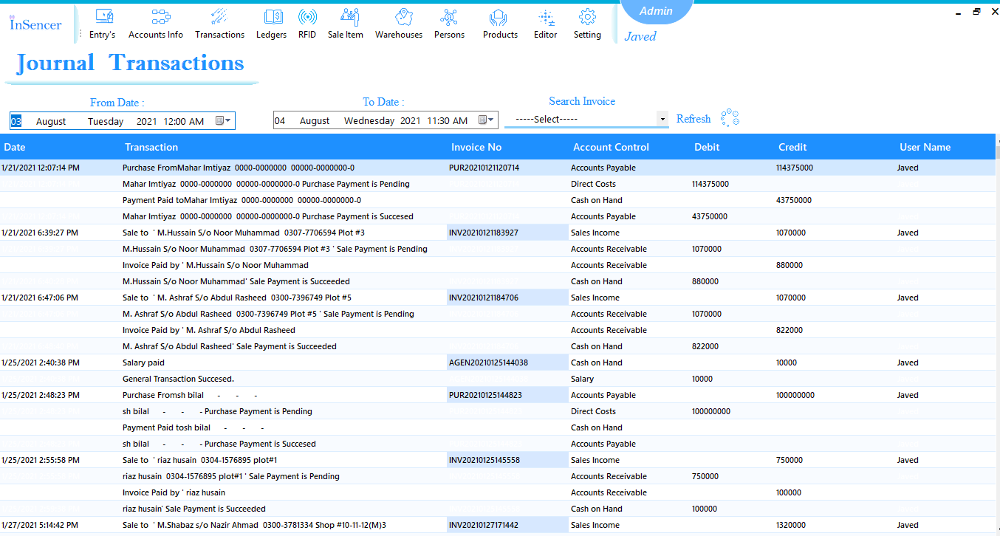 InSencer
Entry's Accounts Info Transactions Ledgers RFID Sale Item Warehouses Persons Products Editor Setting
Admin
Javed
Journal Transactions
From Date : To Date : Search Invoice
03 August Tuesday 2021 12:00 AM 04 August Wednesday 2021 11:30 AM -----Select----- Refresh
Date Transaction Invoice No Account Control Debit Credit User Name
1/21/2021 12:07:14 PM Purchase FromMahar Imtiyaz 0000-0000000 00000-0000000-0 PUR20210121120714 Accounts Payable 114375000 Javed
Mahar Imtiyaz 0000-0000000 00000-0000000-0 Purchase Payment is Pending Direct Costs 114375000
Payment Paid toMahar Imtiyaz 0000-0000000 00000-0000000-0 Cash on Hand 43750000
Mahar Imtiyaz 0000-0000000 00000-0000000-0 Purchase Payment is Succesed Accounts Payable 43750000
1/21/2021 6:39:27 PM Sale to ' M.Hussain S/o Noor Muhammad 0307-7706594 Plot #3 INV20210121183927 Sales Income 1070000 Javed
M.Hussain S/o Noor Muhammad 0307-7706594 Plot #3 ' Sale Payment is Pending Accounts Receivable 1070000
Invoice Paid by ' M.Hussain S/o Noor Muhammad Accounts Receivable 880000
M.Hussain S/o Noor Muhammad' Sale Payment is Succeeded Cash on Hand 880000
1/21/2021 6:47:06 PM Sale to ' M. Ashraf S/o Abdul Rasheed 0300-7396749 Plot #5 INV20210121184706 Sales Income 1070000 Javed
M. Ashraf S/o Abdul Rasheed 0300-7396749 Plot #5 ' Sale Payment is Pending Accounts Receivable 1070000
Invoice Paid by ' M. Ashraf S/o Abdul Rasheed Accounts Receivable 822000
M. Ashraf S/o Abdul Rasheed' Sale Payment is Succeeded Cash on Hand 822000
1/25/2021 2:40:38 PM Salary paid AGEN20210125144038 Cash on Hand 10000 Javed
General Transaction Succesed. Salary 10000
1/25/2021 2:48:23 PM Purchase Fromsh bilal - - - PUR20210125144823 Accounts Payable 100000000 Javed
sh bilal - - - Purchase Payment is Pending Direct Costs 100000000
Payment Paid tosh bilal - - - Cash on Hand
sh bilal - - - Purchase Payment is Succesed Accounts Payable
1/25/2021 2:55:58 PM Sale to ' riaz husain 0304-1576895 plot#1 INV20210125145558 Sales Income 750000 Javed
riaz husain 0304-1576895 plot#1 ' Sale Payment is Pending Accounts Receivable 750000
Invoice Paid by ' riaz husain Accounts Receivable 100000
riaz husain' Sale Payment is Succeeded Cash on Hand 100000
1/27/2021 5:14:42 PM Sale to ' M.Shabaz s/o Nazir Ahmad 0300-3781334 Shop #10-11-12(M)3 INV20210127171442 Sales Income 1320000 Javed